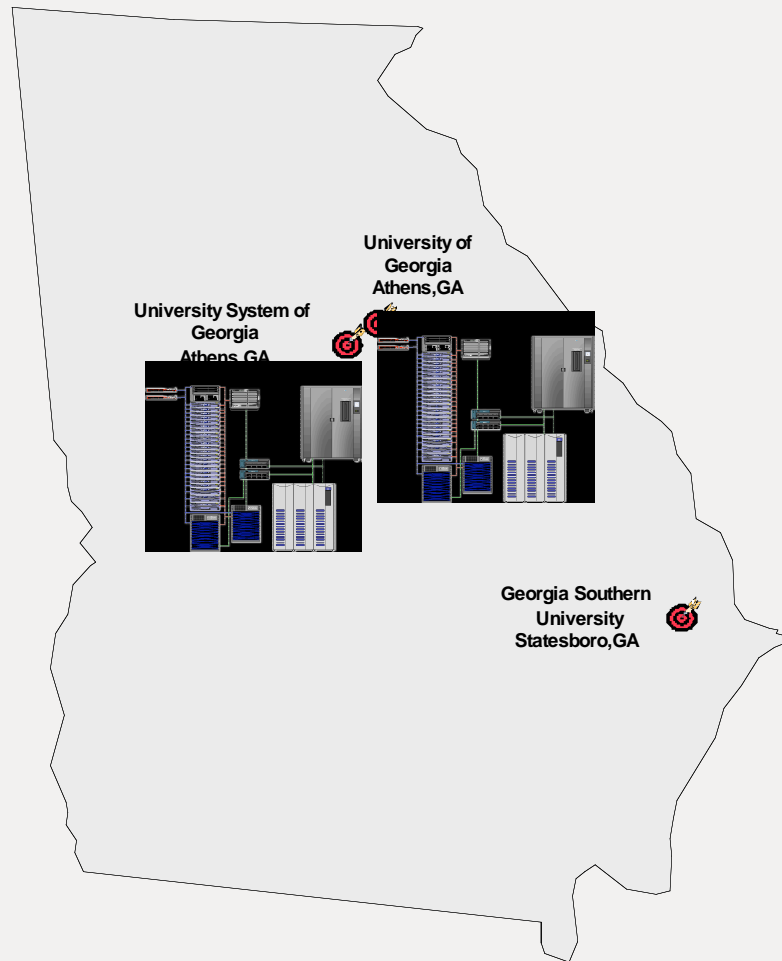 University of
Georgia
Athens,GA
University System of
Georgia
Athens,GA
Georgia Southern
University
Statesboro,GA